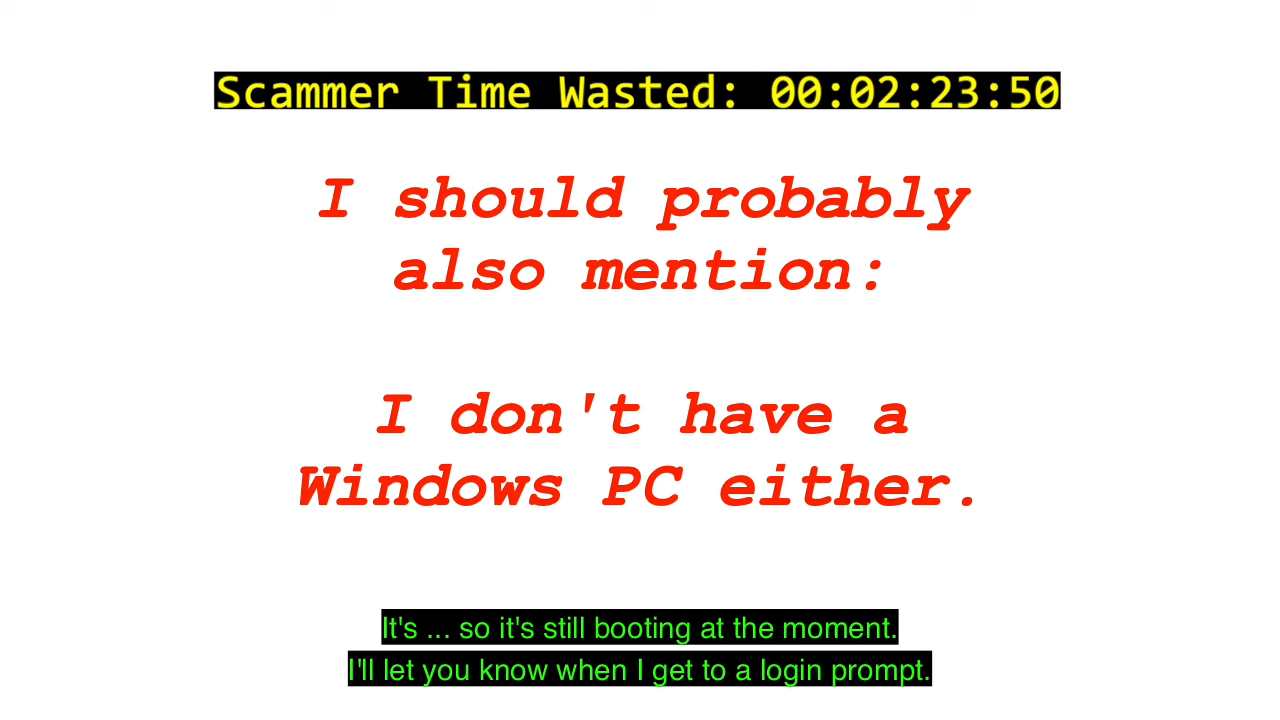 Scammer Time Wasted: 00:02:23:50
I should probably
also mention:
I don't have a
Windows PC either.
It's ... so it's still booting at the moment.
I'll let you know when I get to a login prompt.